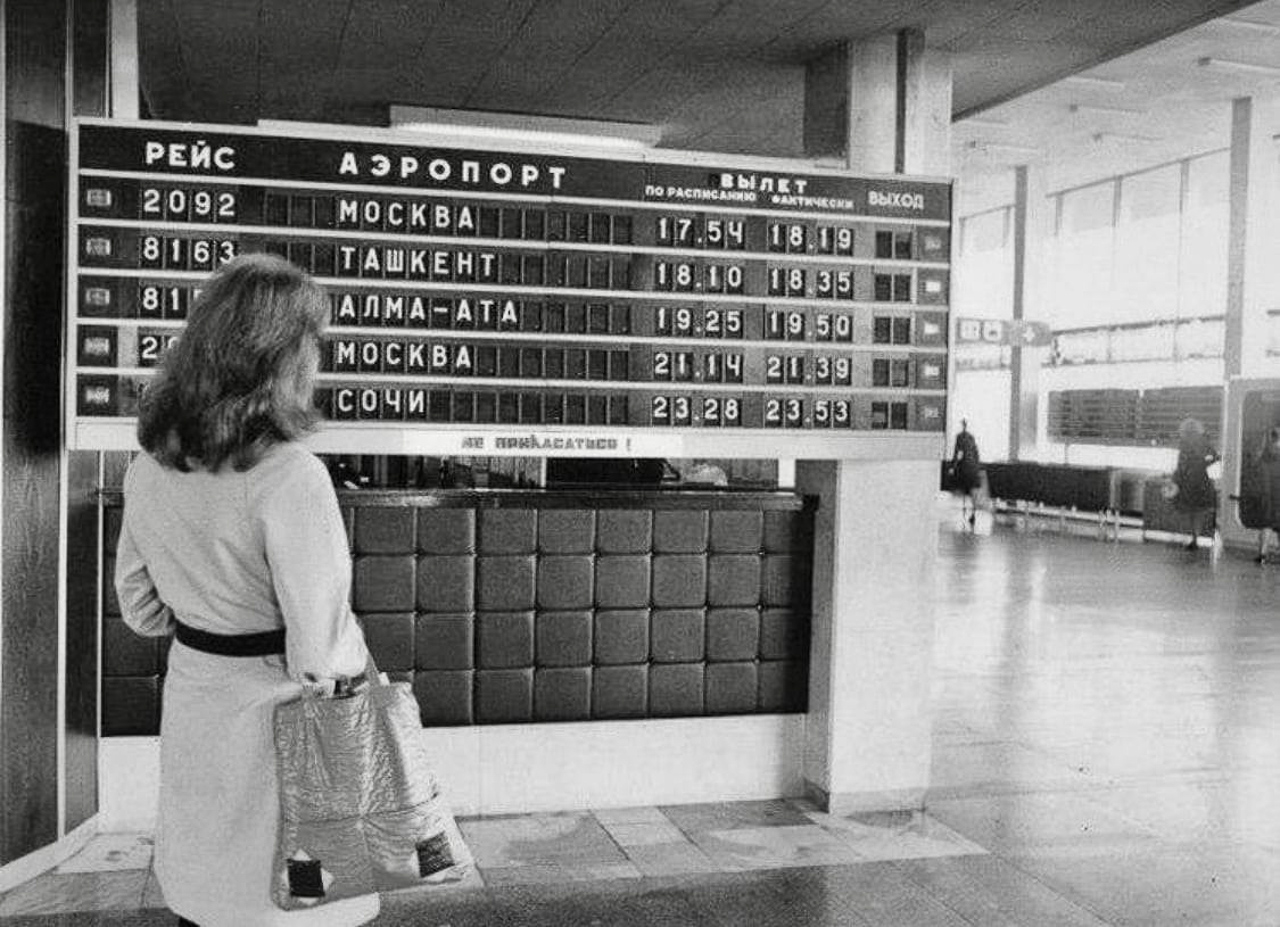 РЕЙС АЭРОПОРТ ВЫЛЕТ ВЫХОД
ПО РАСПИСАНИЮ ФАКТИЧЕСКИ
2092 МОСКВА 17.54 18.19
8163 ТАШКЕНТ 18.10 18.35
АЛМА-АТА 19.25 19.50
МОСКВА 21.14 21.39
СОЧИ 23.28 23.53
НЕ ПРИКАСАТЬСЯ !